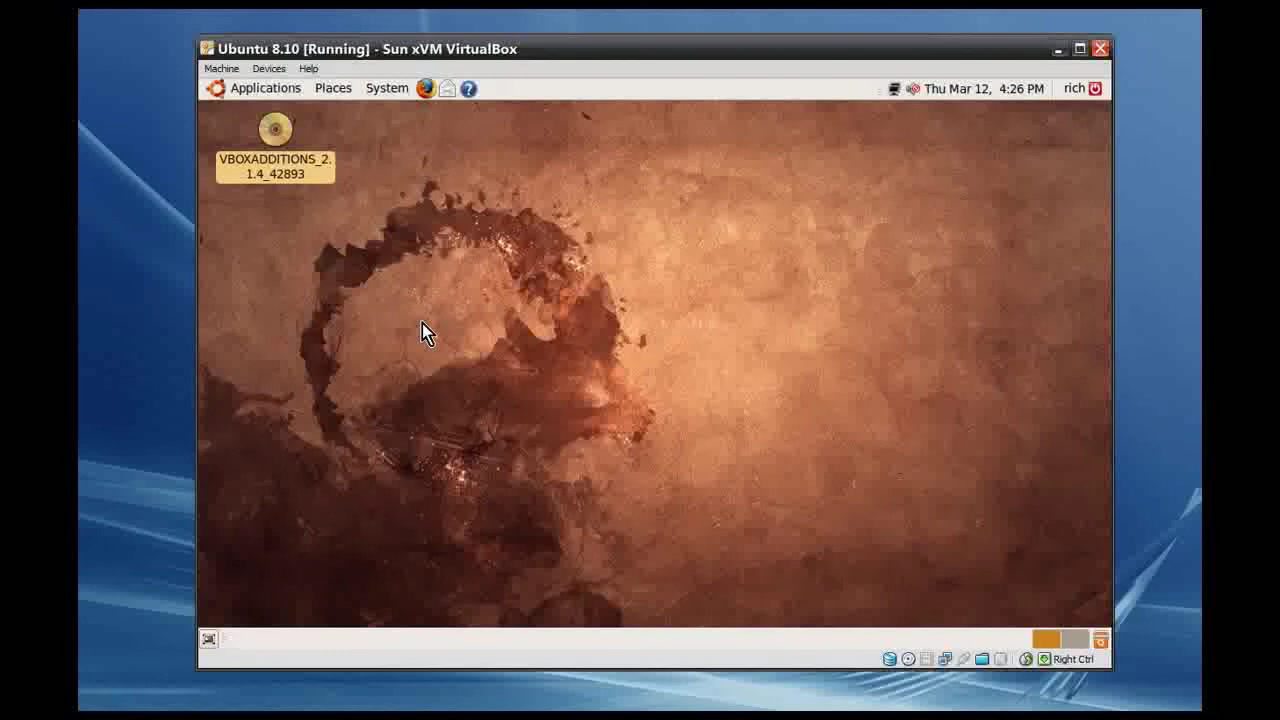 Ubuntu 8.10 [Running] - Sun xVM VirtualBox
Machine Devices Help
Applications Places System Thu Mar 12, 4:26 PM rich
VBOXADDITIONS_2.
1.4_42893
Right Ctrl